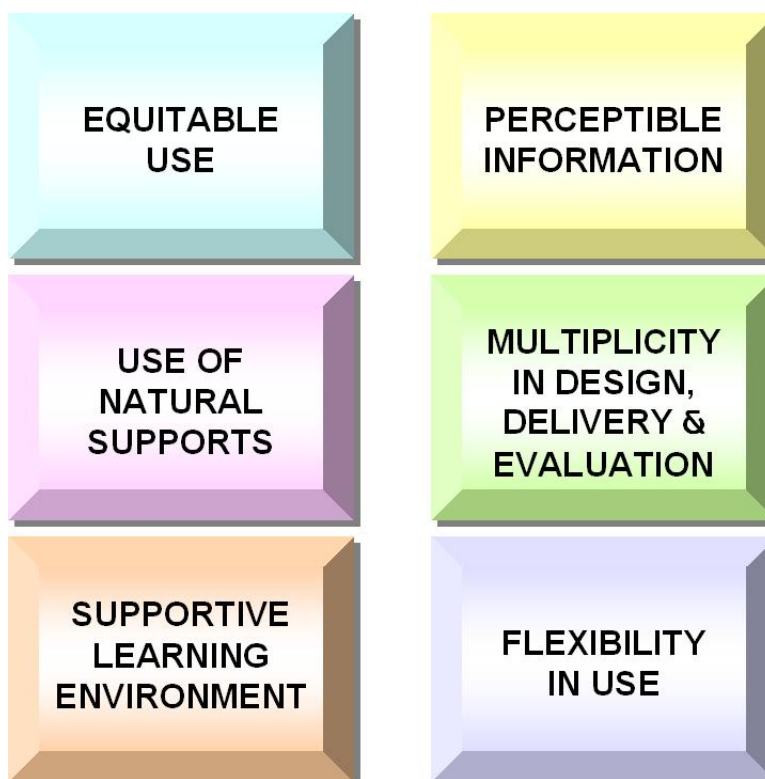 EQUITABLE
USE
PERCEPTIBLE
INFORMATION
USE OF
NATURAL
SUPPORTS
MULTIPLICITY
IN DESIGN,
DELIVERY &
EVALUATION
SUPPORTIVE
LEARNING
ENVIRONMENT
FLEXIBILITY
IN USE